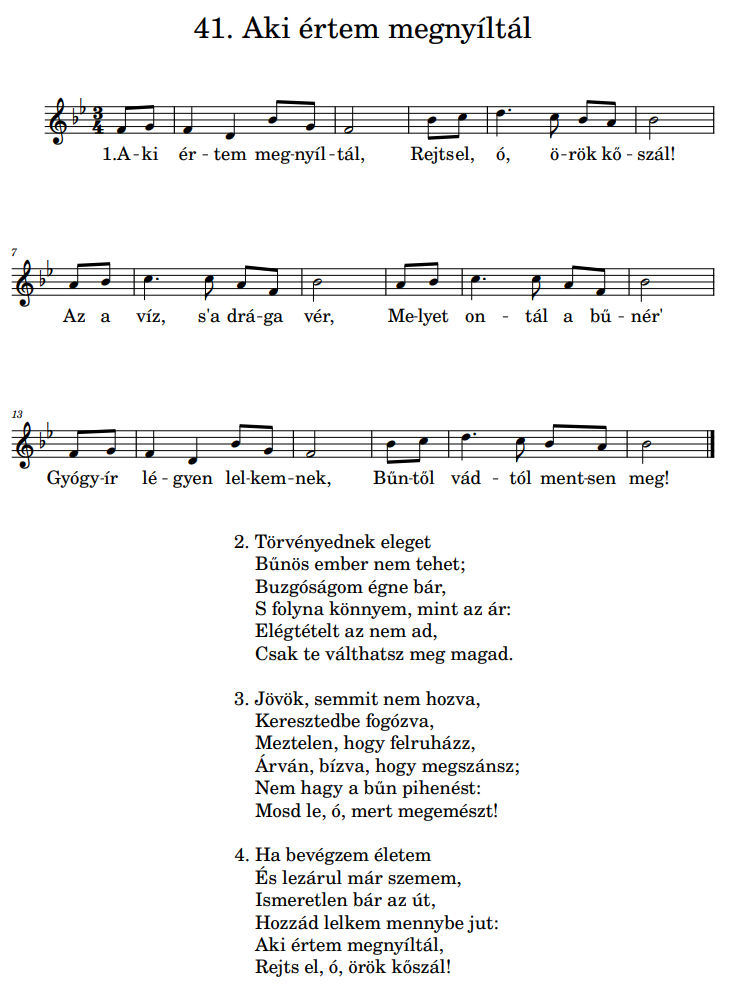 41. Aki értem megnyíltál
3
4
1.A-ki ér-tem meg-nyíl-tál, Rejtsel, ó, ö-rök kő-szál!
7
Az a víz, s'a drá-ga vér, Me-lyet on-tál a bű-nér'
13
Gyógy-ír lé-gyen lel-kem-nek, Bűn-től vád-tól ment-sen meg!
2. Törvényednek eleget
Bűnös ember nem tehet;
Buzgóságom égne bár,
S folyna könnyem, mint az ár:
Elégtételt az nem ad,
Csak te válthatsz meg magad.
3. Jövök, semmit nem hozva,
Keresztedbe fogózva,
Meztelen, hogy felruházz,
Árván, bízva, hogy megszánsz;
Nem hagy a bűn pihenést:
Mosd le, ó, mert megemészt!
4. Ha bevégzem életem
És lezárul már szemem,
Ismeretlen bár az út,
Hozzád lelkem mennybe jut:
Aki értem megnyíltál,
Rejts el, ó, örök kőszál!